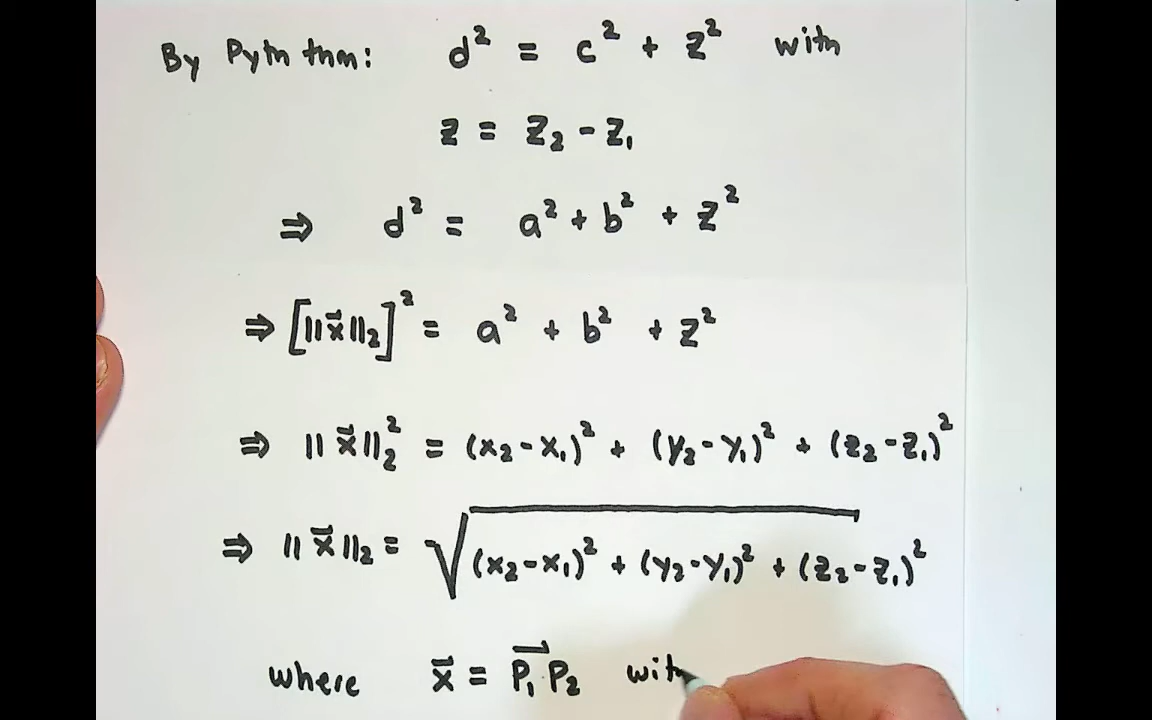 By Pyth thm: d² = c² + z² with
z = z₂ - z₁
⇒ d² = a² + b² + z²
⇒ [||x⃗||₂]² = a² + b² + z²
⇒ ||x⃗||₂² = (x₂-x₁)² + (y₂-y₁)² + (z₂-z₁)²
⇒ ||x⃗||₂ = √(x₂-x₁)² + (y₂-y₁)² + (z₂-z₁)²
where x⃗ = P₁P₂⃗ with